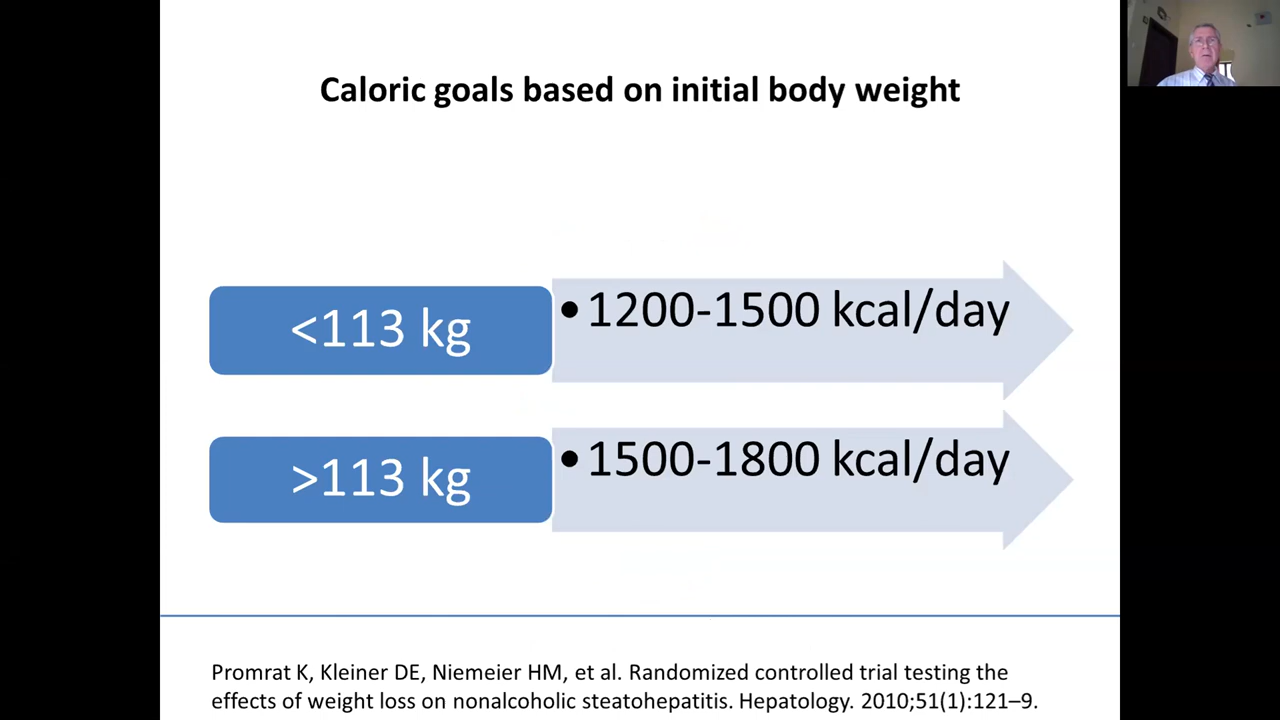 Caloric goals based on initial body weight
<113 kg
•1200-1500 kcal/day
>113 kg
•1500-1800 kcal/day
Promrat K, Kleiner DE, Niemeier HM, et al. Randomized controlled trial testing the
effects of weight loss on nonalcoholic steatohepatitis. Hepatology. 2010;51(1):121–9.